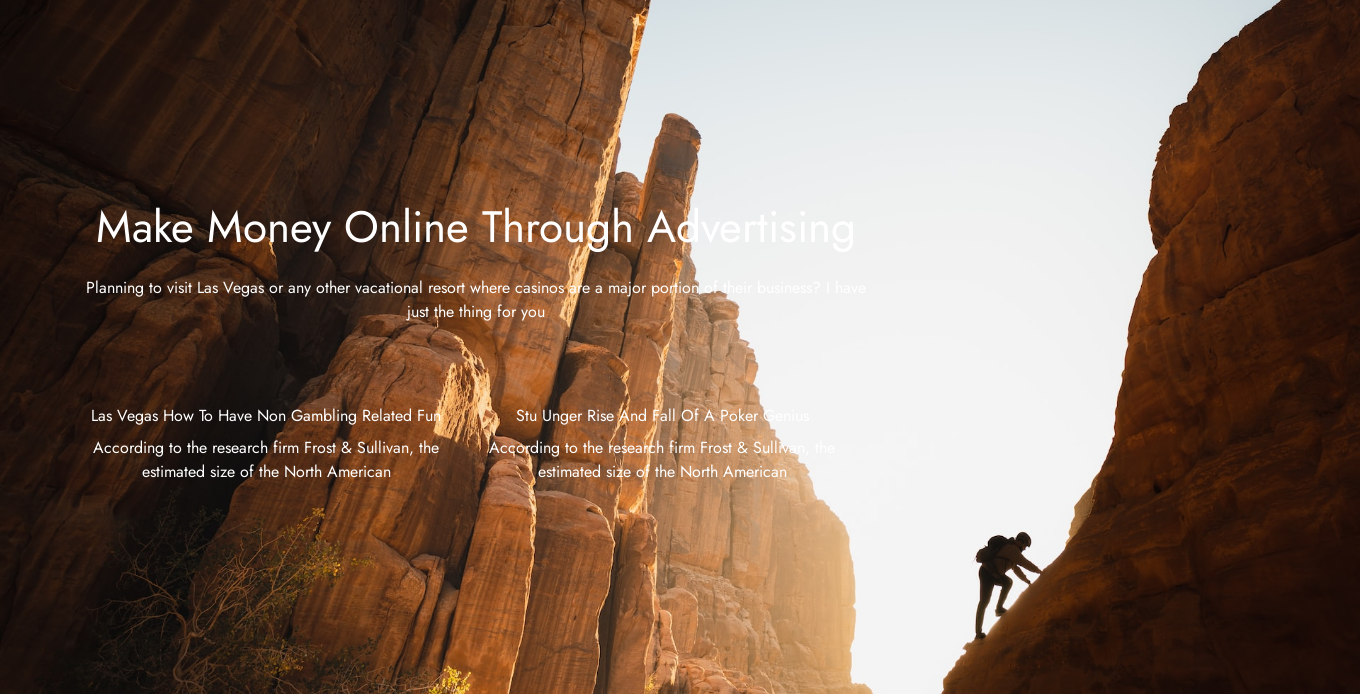 Make Money Online Through Advertising
Planning to visit Las Vegas or any other vacational resort where casinos are a major portion of their business? I have
just the thing for you
Las Vegas How To Have Non Gambling Related Fun
Stu Unger Rise And Fall Of A Poker Genius
According to the research firm Frost & Sullivan, the
estimated size of the North American
According to the research firm Frost & Sullivan, the
estimated size of the North American